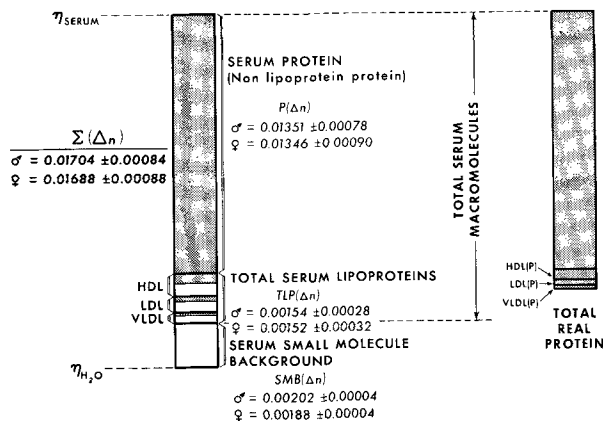 ηSERUM
SERUM PROTEIN
(Non lipoprotein protein)
P(Δn)
♂ = 0.01351 ±0.00078
♀ = 0.01346 ±0.00090
Σ(Δn)
♂ = 0.01704 ±0.00084
♀ = 0.01688 ±0.00088
TOTAL SERUM
MACROMOLECULES
HDL
LDL
VLDL
TOTAL SERUM LIPOPROTEINS
TLP(Δn)
♂ = 0.00154 ±0.00028
♀ = 0.00152 ±0.00032
SERUM SMALL MOLECULE
BACKGROUND
SMB(Δn)
♂ = 0.00202 ±0.00004
♀ = 0.00188 ±0.00004
ηH₂O
HDL(P)
LDL(P)
VLDL(P)
TOTAL
REAL
PROTEIN